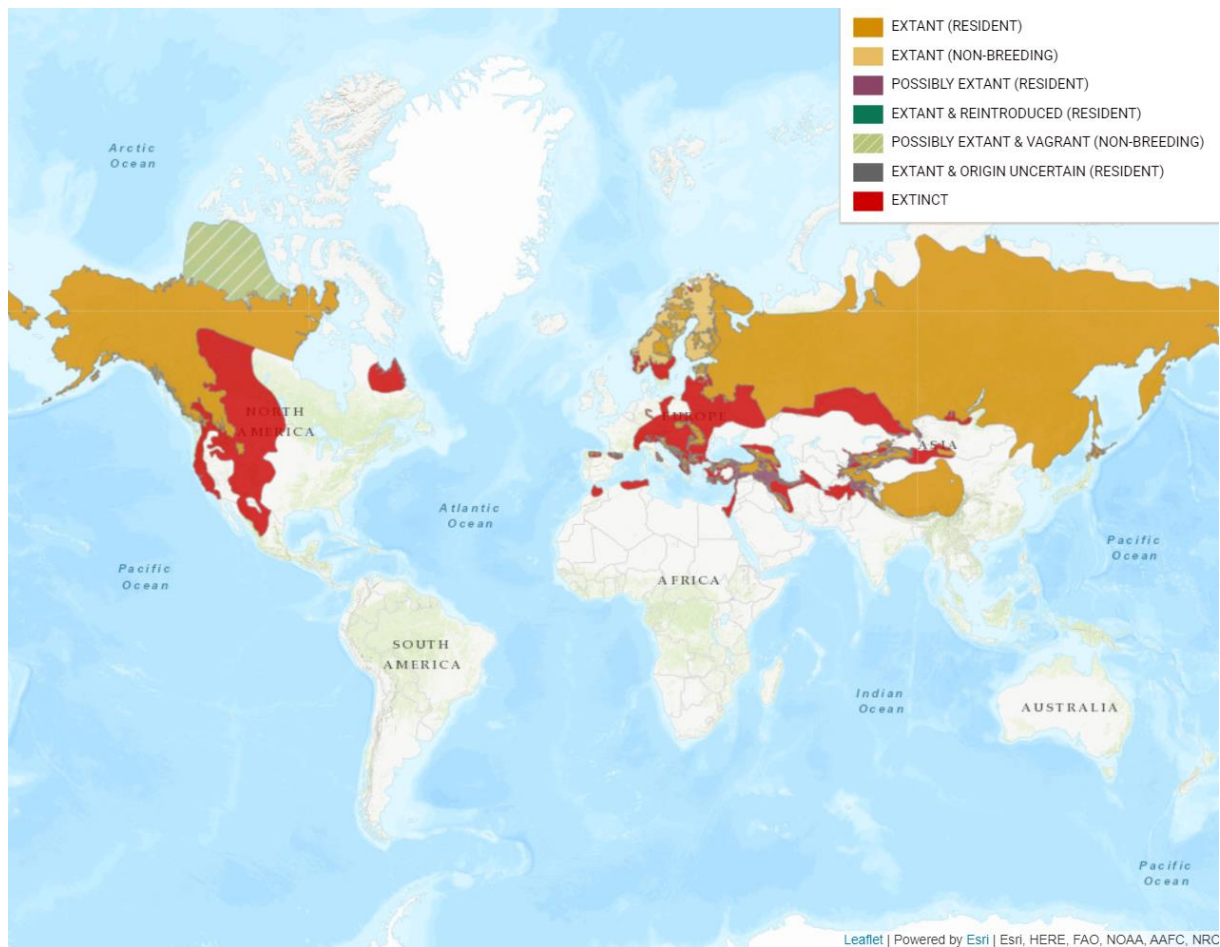 EXTANT (RESIDENT)
EXTANT (NON-BREEDING)
POSSIBLY EXTANT (RESIDENT)
EXTANT & REINTRODUCED (RESIDENT)
POSSIBLY EXTANT & VAGRANT (NON-BREEDING)
EXTANT & ORIGIN UNCERTAIN (RESIDENT)
EXTINCT
Arctic
Ocean
NORTH
AMERICA
EUROPE
ASIA
Atlantic
Ocean
Pacific
Ocean
Pacific
Ocean
AFRICA
SOUTH
AMERICA
Indian
Ocean
AUSTRALIA
Pacific
Ocean
Leaflet | Powered by Esri | Esri, HERE, FAO, NOAA, AAFC, NRC